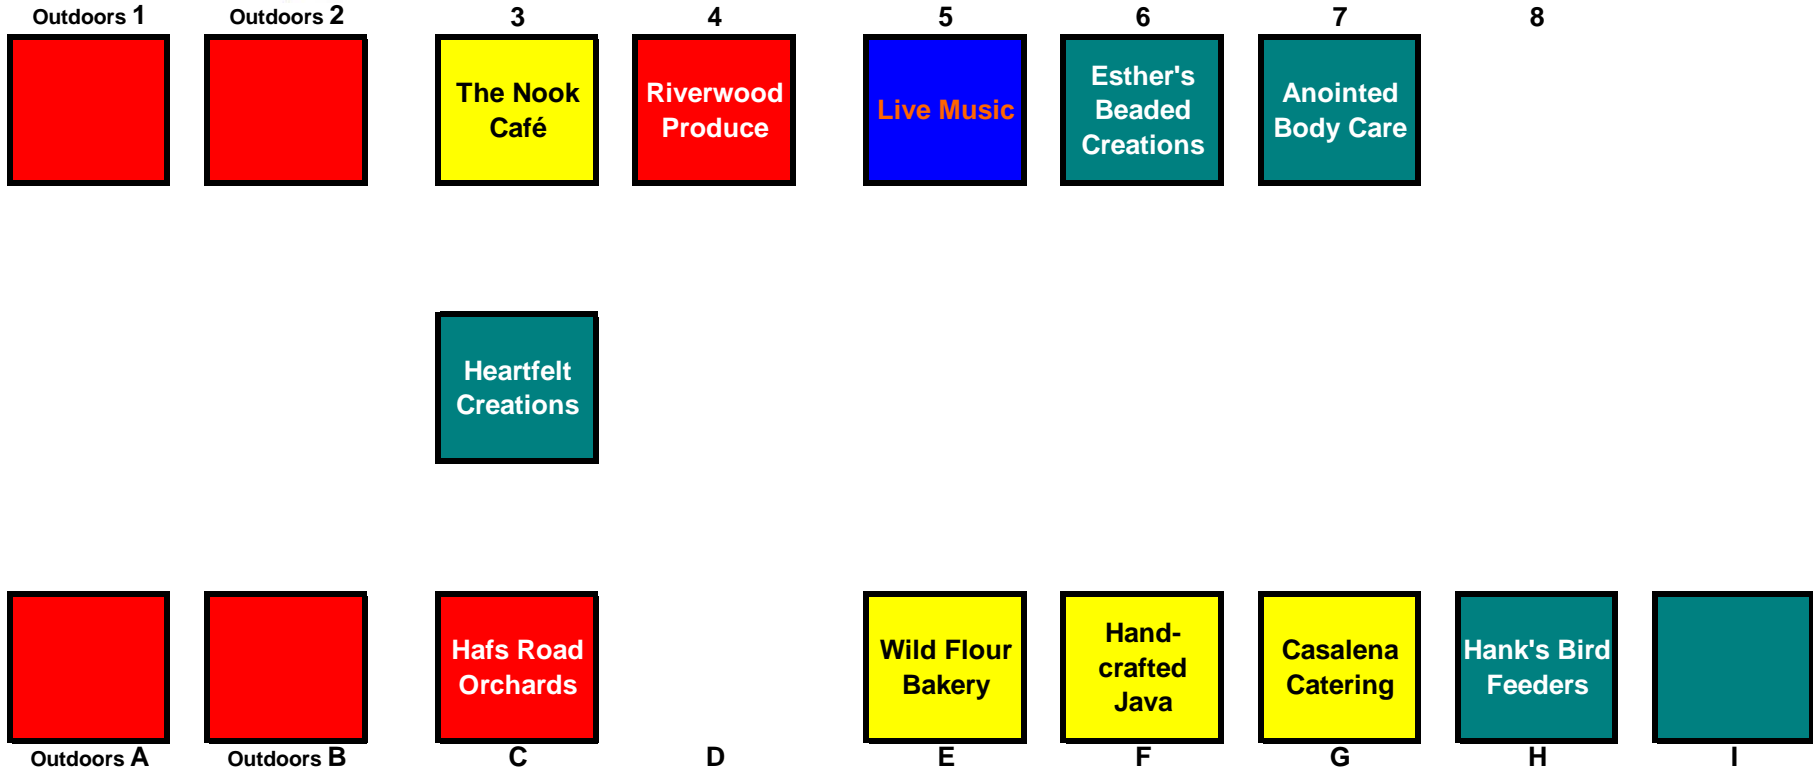 Outdoors 1
Outdoors 2
3
4
5
6
7
8
The Nook
Café
Riverwood
Produce
Live Music
Esther's
Beaded
Creations
Anointed
Body Care
Heartfelt
Creations
Hafs Road
Orchards
Wild Flour
Bakery
Hand-
crafted
Java
Casalena
Catering
Hank's Bird
Feeders
Outdoors A
Outdoors B
C
D
E
F
G
H
I